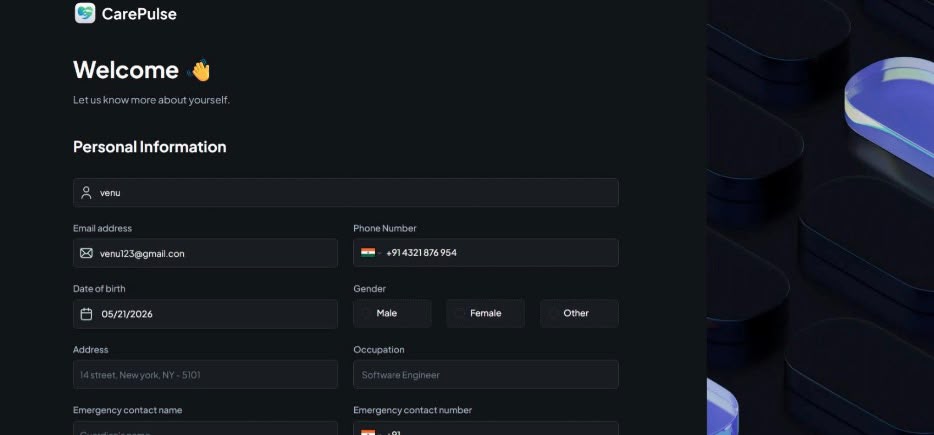 CarePulse
Welcome 👋
Let us know more about yourself.
Personal Information
venu
Email address Phone Number
venu123@gmail.con +91 4321 876 954
Date of birth Gender
05/21/2026 Male Female Other
Address Occupation
14 street, New york, NY - 5101 Software Engineer
Emergency contact name Emergency contact number
Guardian's name +91